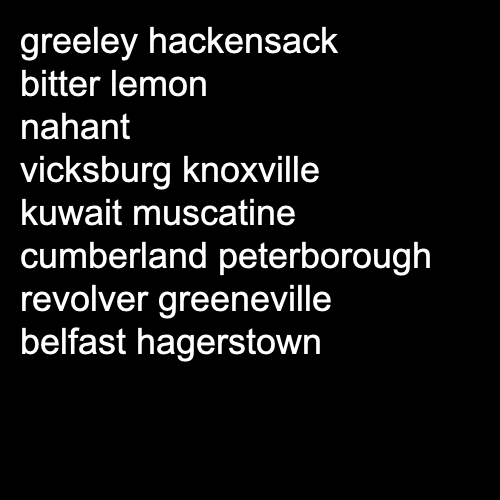 greeley hackensack
bitter lemon
nahant
vicksburg knoxville
kuwait muscatine
cumberland peterborough
revolver greeneville
belfast hagerstown